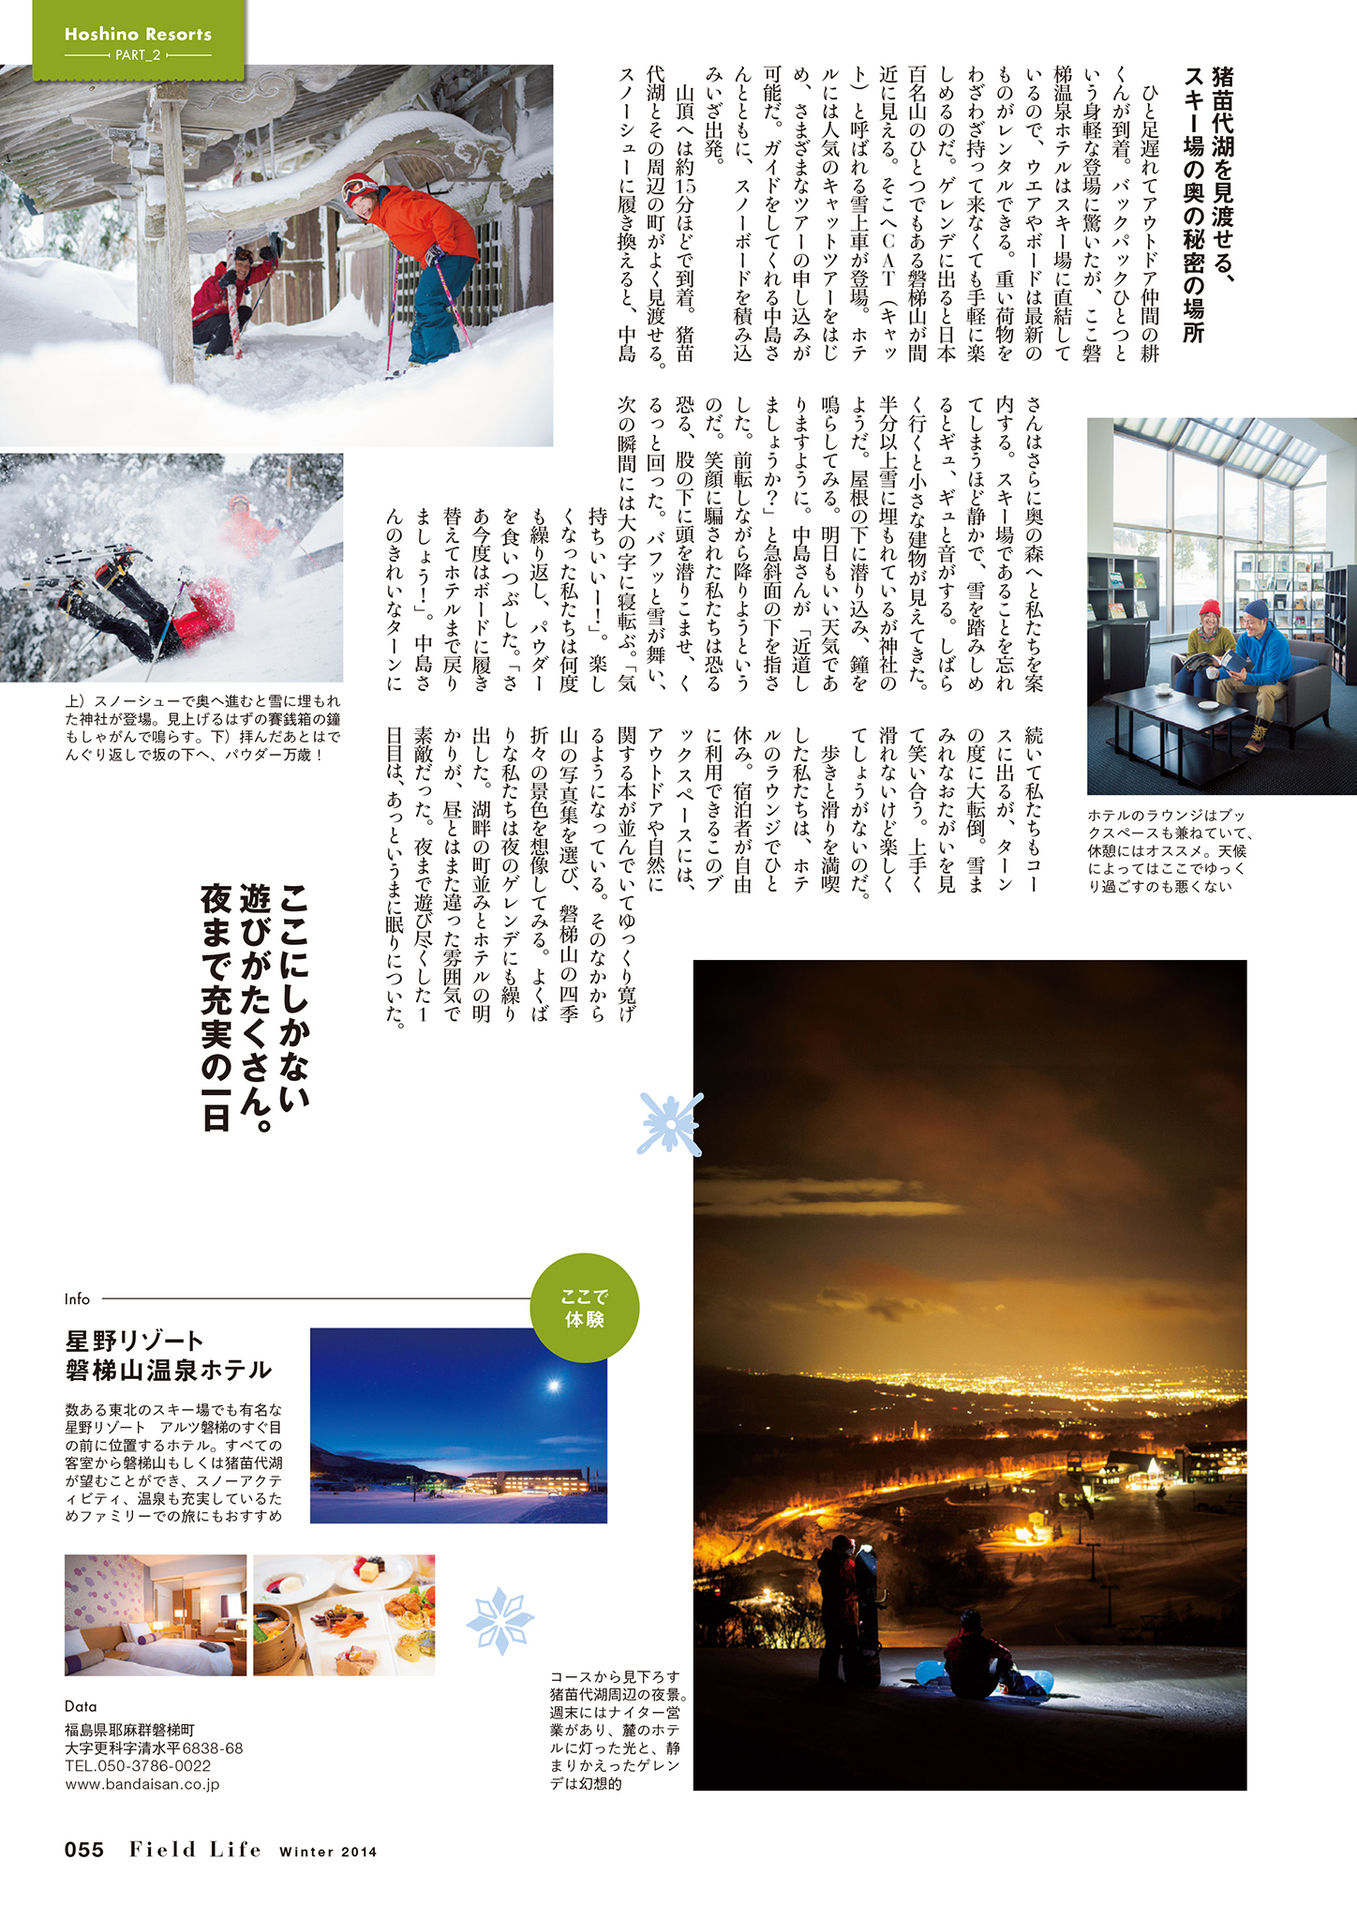 Hoshino Resorts
PART_2
猪苗代湖を見渡せる、
スキー場の奥の秘密の場所
ひと足遅れてアウトドア仲間の耕
くんが到着。バックパックひとつと
いう身軽な登場に驚いたが、ここ磐
梯温泉ホテルはスキー場に直結して
いるので、ウエアやボードは最新の
ものがレンタルできる。重い荷物を
わざわざ持って来なくても手軽に楽
しめるのだ。ゲレンデに出ると日本
百名山のひとつでもある磐梯山が間
近に見える。そこへCAT（キャッ
ト）と呼ばれる雪上車が登場。ホテ
ルには人気のキャットツアーをはじ
め、さまざまなツアーの申し込みが
可能だ。ガイドをしてくれる中島さ
んとともに、スノーボードを積み込
みいざ出発。
山頂へは約15分ほどで到着。猪苗
代湖とその周辺の町がよく見渡せる。
スノーシューに履き換えると、中島
さんはさらに奥の森へと私たちを案
内する。スキー場であることを忘れ
てしまうほど静かで、雪を踏みしめ
るとギュ、ギュと音がする。しばら
く行くと小さな建物が見えてきた。
半分以上雪に埋もれているが神社の
ようだ。屋根の下に潜り込み、鐘を
鳴らしてみる。明日もいい天気であ
りますように。中島さんが「近道し
ましょうか？」と急斜面の下を指さ
した。前転しながら降りようという
のだ。笑顔に騙された私たちは恐る
恐る、股の下に頭を潜りこませ、く
るっと回った。バフッと雪が舞い、
次の瞬間には大の字に寝転ぶ。「気
持ちいいー！」。楽し
くなった私たちは何度
も繰り返し、パウダー
を食いつぶした。「さ
あ今度はボードに履き
替えてホテルまで戻り
ましょう！」。中島さ
んのきれいなターンに
続いて私たちもコー
スに出るが、ターン
の度に大転倒。雪ま
みれなおたがいを見
て笑い合う。上手く
滑れないけど楽しく
てしょうがないのだ。
歩きと滑りを満喫
した私たちは、ホテ
ルのラウンジでひと
休み。宿泊者が自由
に利用できるこのブ
ックスペースには、
アウトドアや自然に
関する本が並んでいてゆっくり寛げ
るようになっている。そのなかから
山の写真集を選び、磐梯山の四季
折々の景色を想像してみる。よくば
りな私たちは夜のゲレンデにも繰り
出した。湖畔の町並みとホテルの明
かりが、昼とはまた違った雰囲気で
素敵だった。夜まで遊び尽くした1
日目は、あっというまに眠りについた。
上）スノーシューで奥へ進むと雪に埋もれ
た神社が登場。見上げるはずの賽銭箱の鐘
もしゃがんで鳴らす。下）拝んだあとはで
んぐり返しで坂の下へ、パウダー万歳！
ホテルのラウンジはブッ
クスペースも兼ねていて、
休憩にはオススメ。天候
によってはここでゆっく
り過ごすのも悪くない
ここにしかない
遊びがたくさん。
夜まで充実の一日
Info
ここで
体験
星野リゾート
磐梯山温泉ホテル
数ある東北のスキー場でも有名な
星野リゾート　アルツ磐梯のすぐ目
の前に位置するホテル。すべての
客室から磐梯山もしくは猪苗代湖
が望むことができ、スノーアクテ
ィビティ、温泉も充実しているた
めファミリーでの旅にもおすすめ
Data
福島県耶麻群磐梯町
大字更科字清水平6838-68
TEL.050-3786-0022
www.bandaisan.co.jp
コースから見下ろす
猪苗代湖周辺の夜景。
週末にはナイター営
業があり、麓のホテ
ルに灯った光と、静
まりかえったゲレン
デは幻想的
055 Field Life Winter 2014